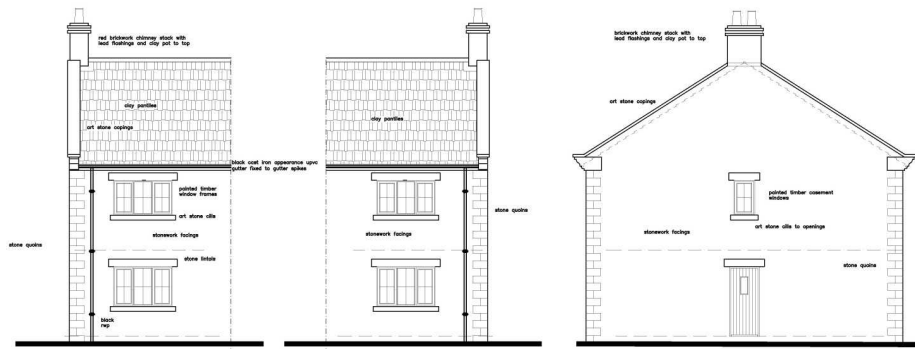 red brickwork chimney stack with
lead flashings and clay pot to top
clay pantiles
art stone copings
black cast iron appearance upvc
gutter fixed to gutter spikes
painted timber
window frames
art stone cills
stonework facings
stone quoins
stone lintols
black
rwp
clay pantiles
stone quoins
stonework facings
brickwork chimney stack with
lead flashings and clay pot to top
art stone copings
painted timber casement
windows
art stone cills to openings
stonework facings
stone quoins